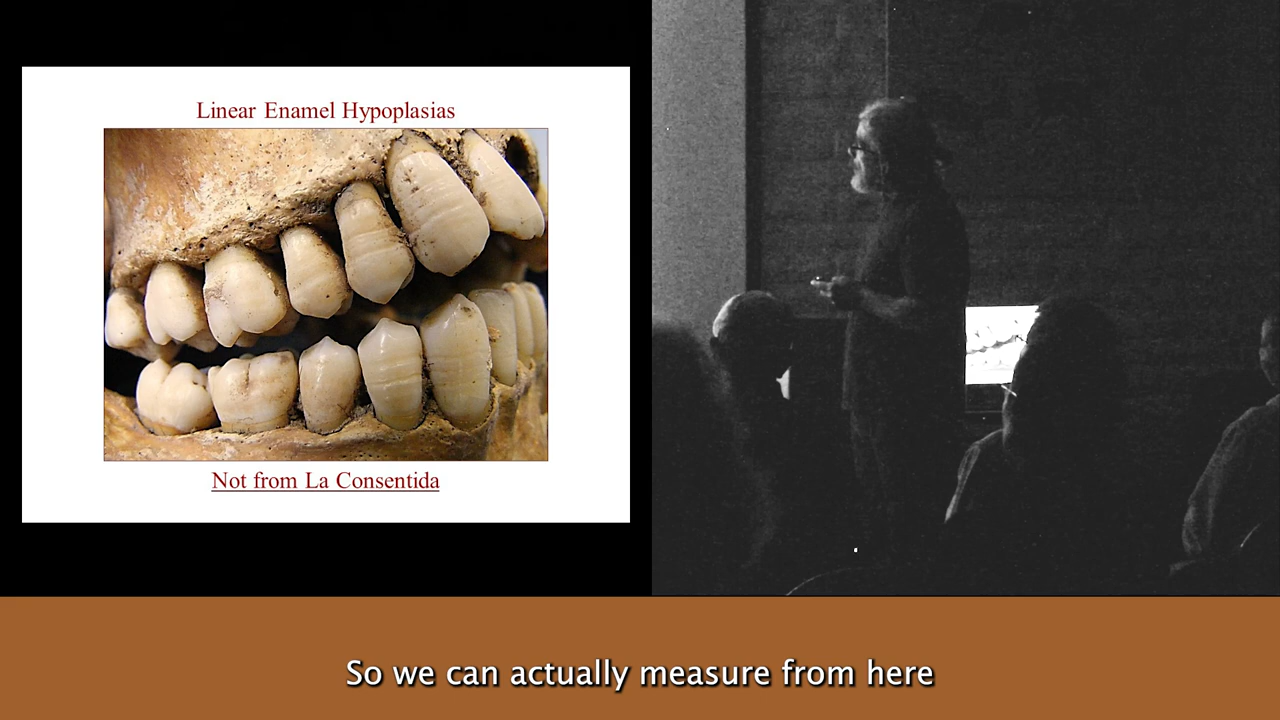 Linear Enamel Hypoplasias
Not from La Consentida
So we can actually measure from here